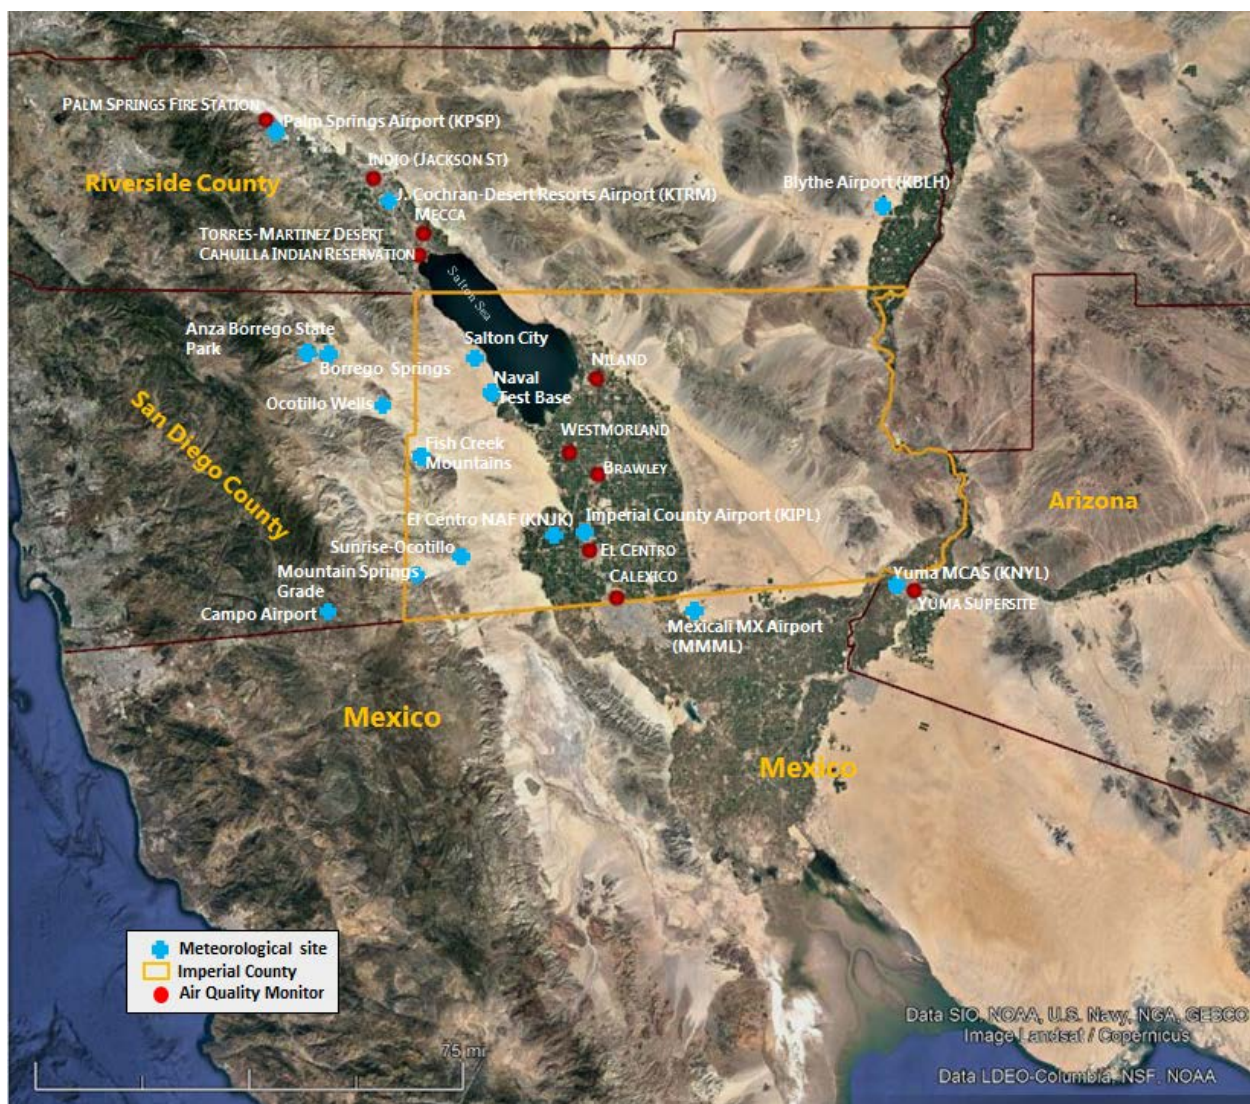 PALM SPRINGS FIRE STATION
Palm Springs Airport (KPSP)
INDIO (JACKSON ST)
Riverside County
J. Cochran-Desert Resorts Airport (KTRM)
Blythe Airport (KBLH)
MECCA
TORRES-MARTINEZ DESERT
CAHUILLA INDIAN RESERVATION
Salton Sea
Anza Borrego State
Park
Borrego Springs
Salton City
NILAND
Naval
Test Base
Ocotillo Wells
San Diego County
WESTMORLAND
Fish Creek
Mountains
BRAWLEY
Arizona
El Centro NAF (KNJK)
Imperial County Airport (KIPL)
Sunrise-Ocotillo
EL CENTRO
Mountain Springs
Grade
CALEXICO
Yuma MCAS (KNYL)
YUMA SUPERSITE
Campo Airport
Mexicali MX Airport
(MMML)
Mexico
Mexico
Meteorological site
Imperial County
Air Quality Monitor
75 mi
Data SIO, NOAA, U.S. Navy, NGA, GEBCO
Image Landsat / Copernicus
Data LDEO-Columbia, NSF, NOAA